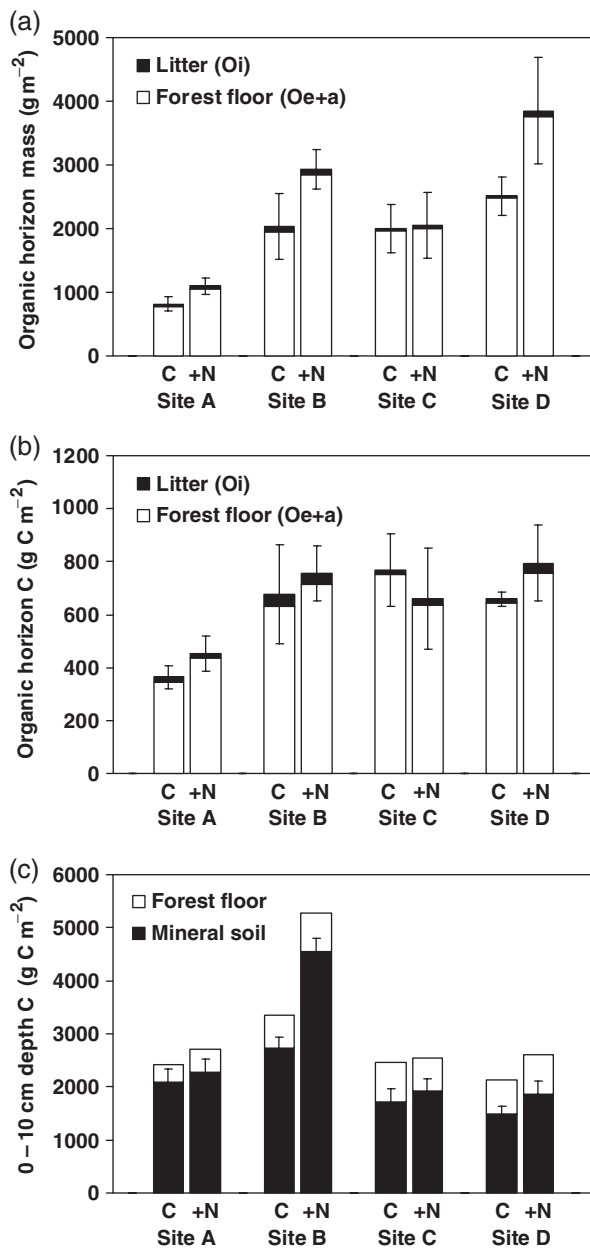 (a)
Organic horizon mass (g m−2)
5000
4000
3000
2000
1000
0
Litter (Oi)
Forest floor (Oe+a)
C +N C +N C +N C +N
Site A Site B Site C Site D
(b)
Organic horizon C (g C m−2)
1200
1000
800
600
400
200
0
Litter (Oi)
Forest floor (Oe+a)
C +N C +N C +N C +N
Site A Site B Site C Site D
(c)
0–10 cm depth C (g C m−2)
6000
5000
4000
3000
2000
1000
0
Forest floor
Mineral soil
C +N C +N C +N C +N
Site A Site B Site C Site D